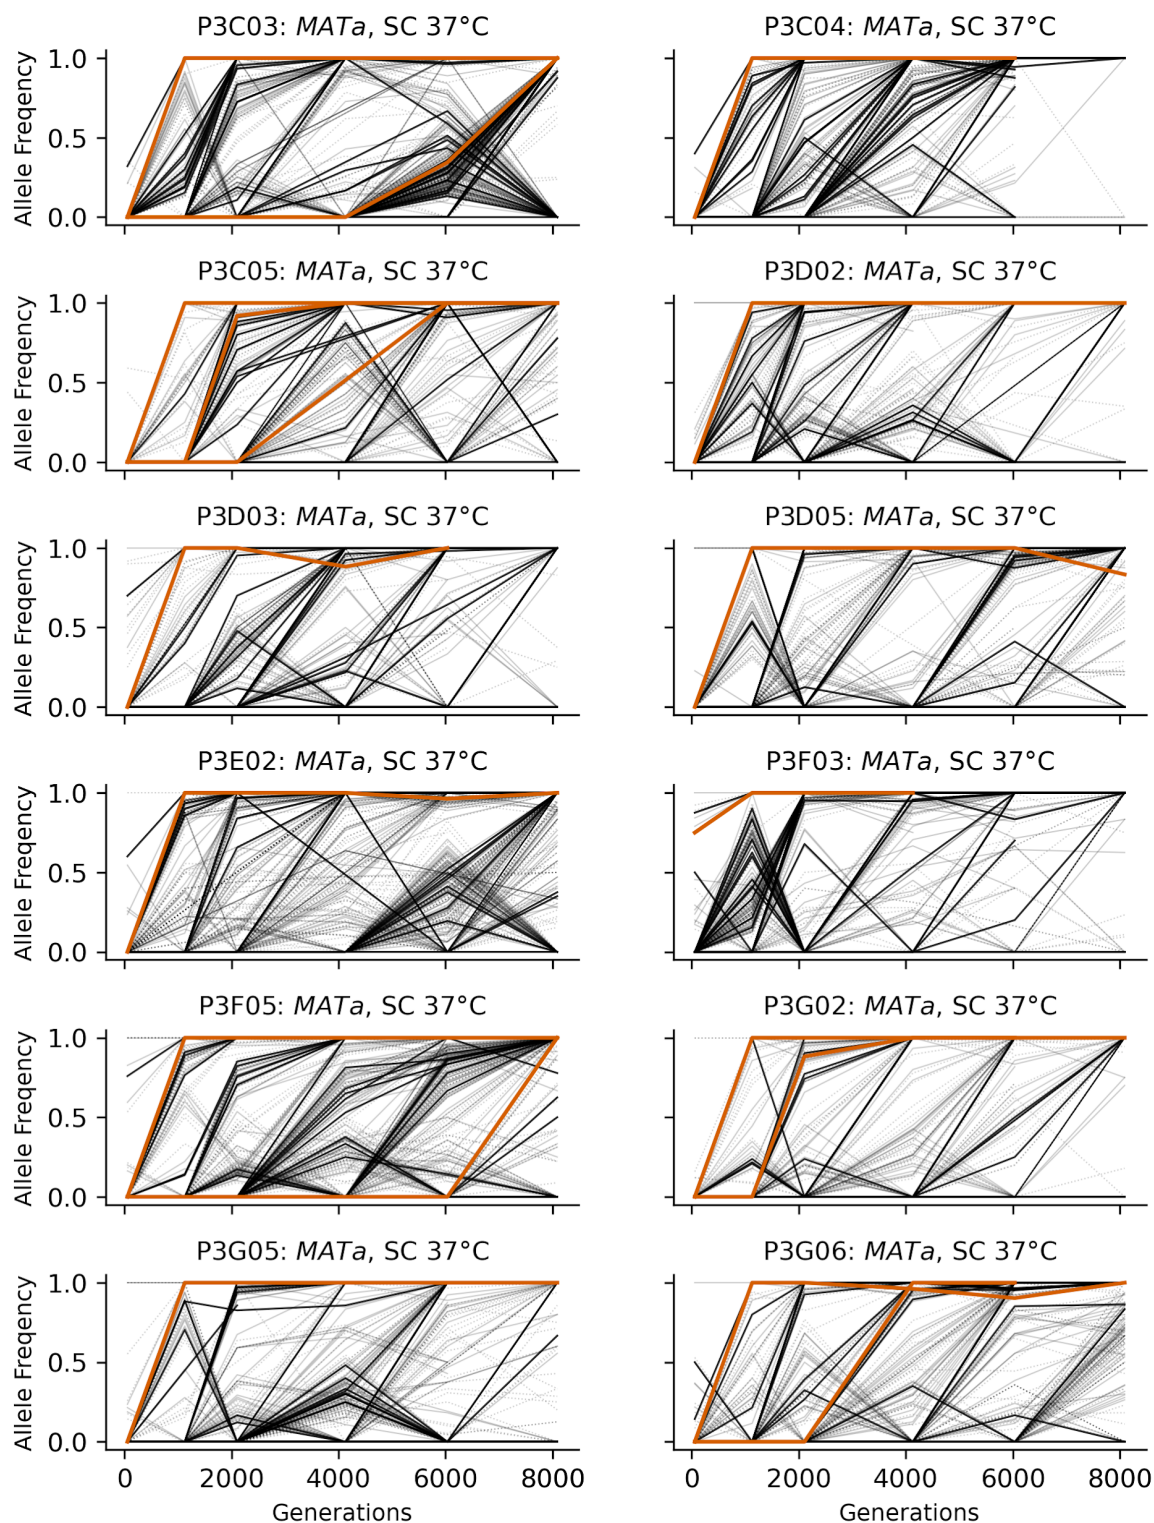 P3C03: MATa, SC 37°C
P3C04: MATa, SC 37°C
Allele Freqency
1.0
0.5
0.0
P3C05: MATa, SC 37°C
P3D02: MATa, SC 37°C
Allele Freqency
1.0
0.5
0.0
P3D03: MATa, SC 37°C
P3D05: MATa, SC 37°C
Allele Freqency
1.0
0.5
0.0
P3E02: MATa, SC 37°C
P3F03: MATa, SC 37°C
Allele Freqency
1.0
0.5
0.0
P3F05: MATa, SC 37°C
P3G02: MATa, SC 37°C
Allele Freqency
1.0
0.5
0.0
P3G05: MATa, SC 37°C
P3G06: MATa, SC 37°C
Allele Freqency
1.0
0.5
0.0
0 2000 4000 6000 8000
0 2000 4000 6000 8000
Generations
Generations